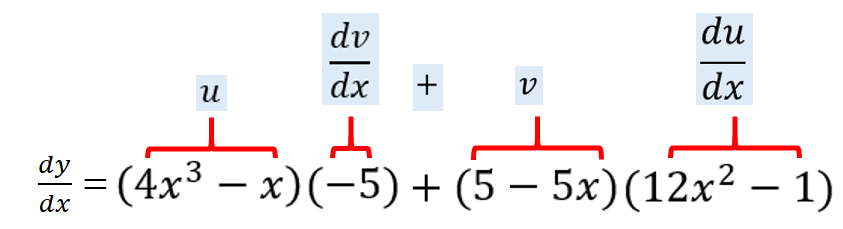 u dv/dx + v du/dx
dy/dx = (4x³ − x)(−5) + (5 − 5x)(12x² − 1)